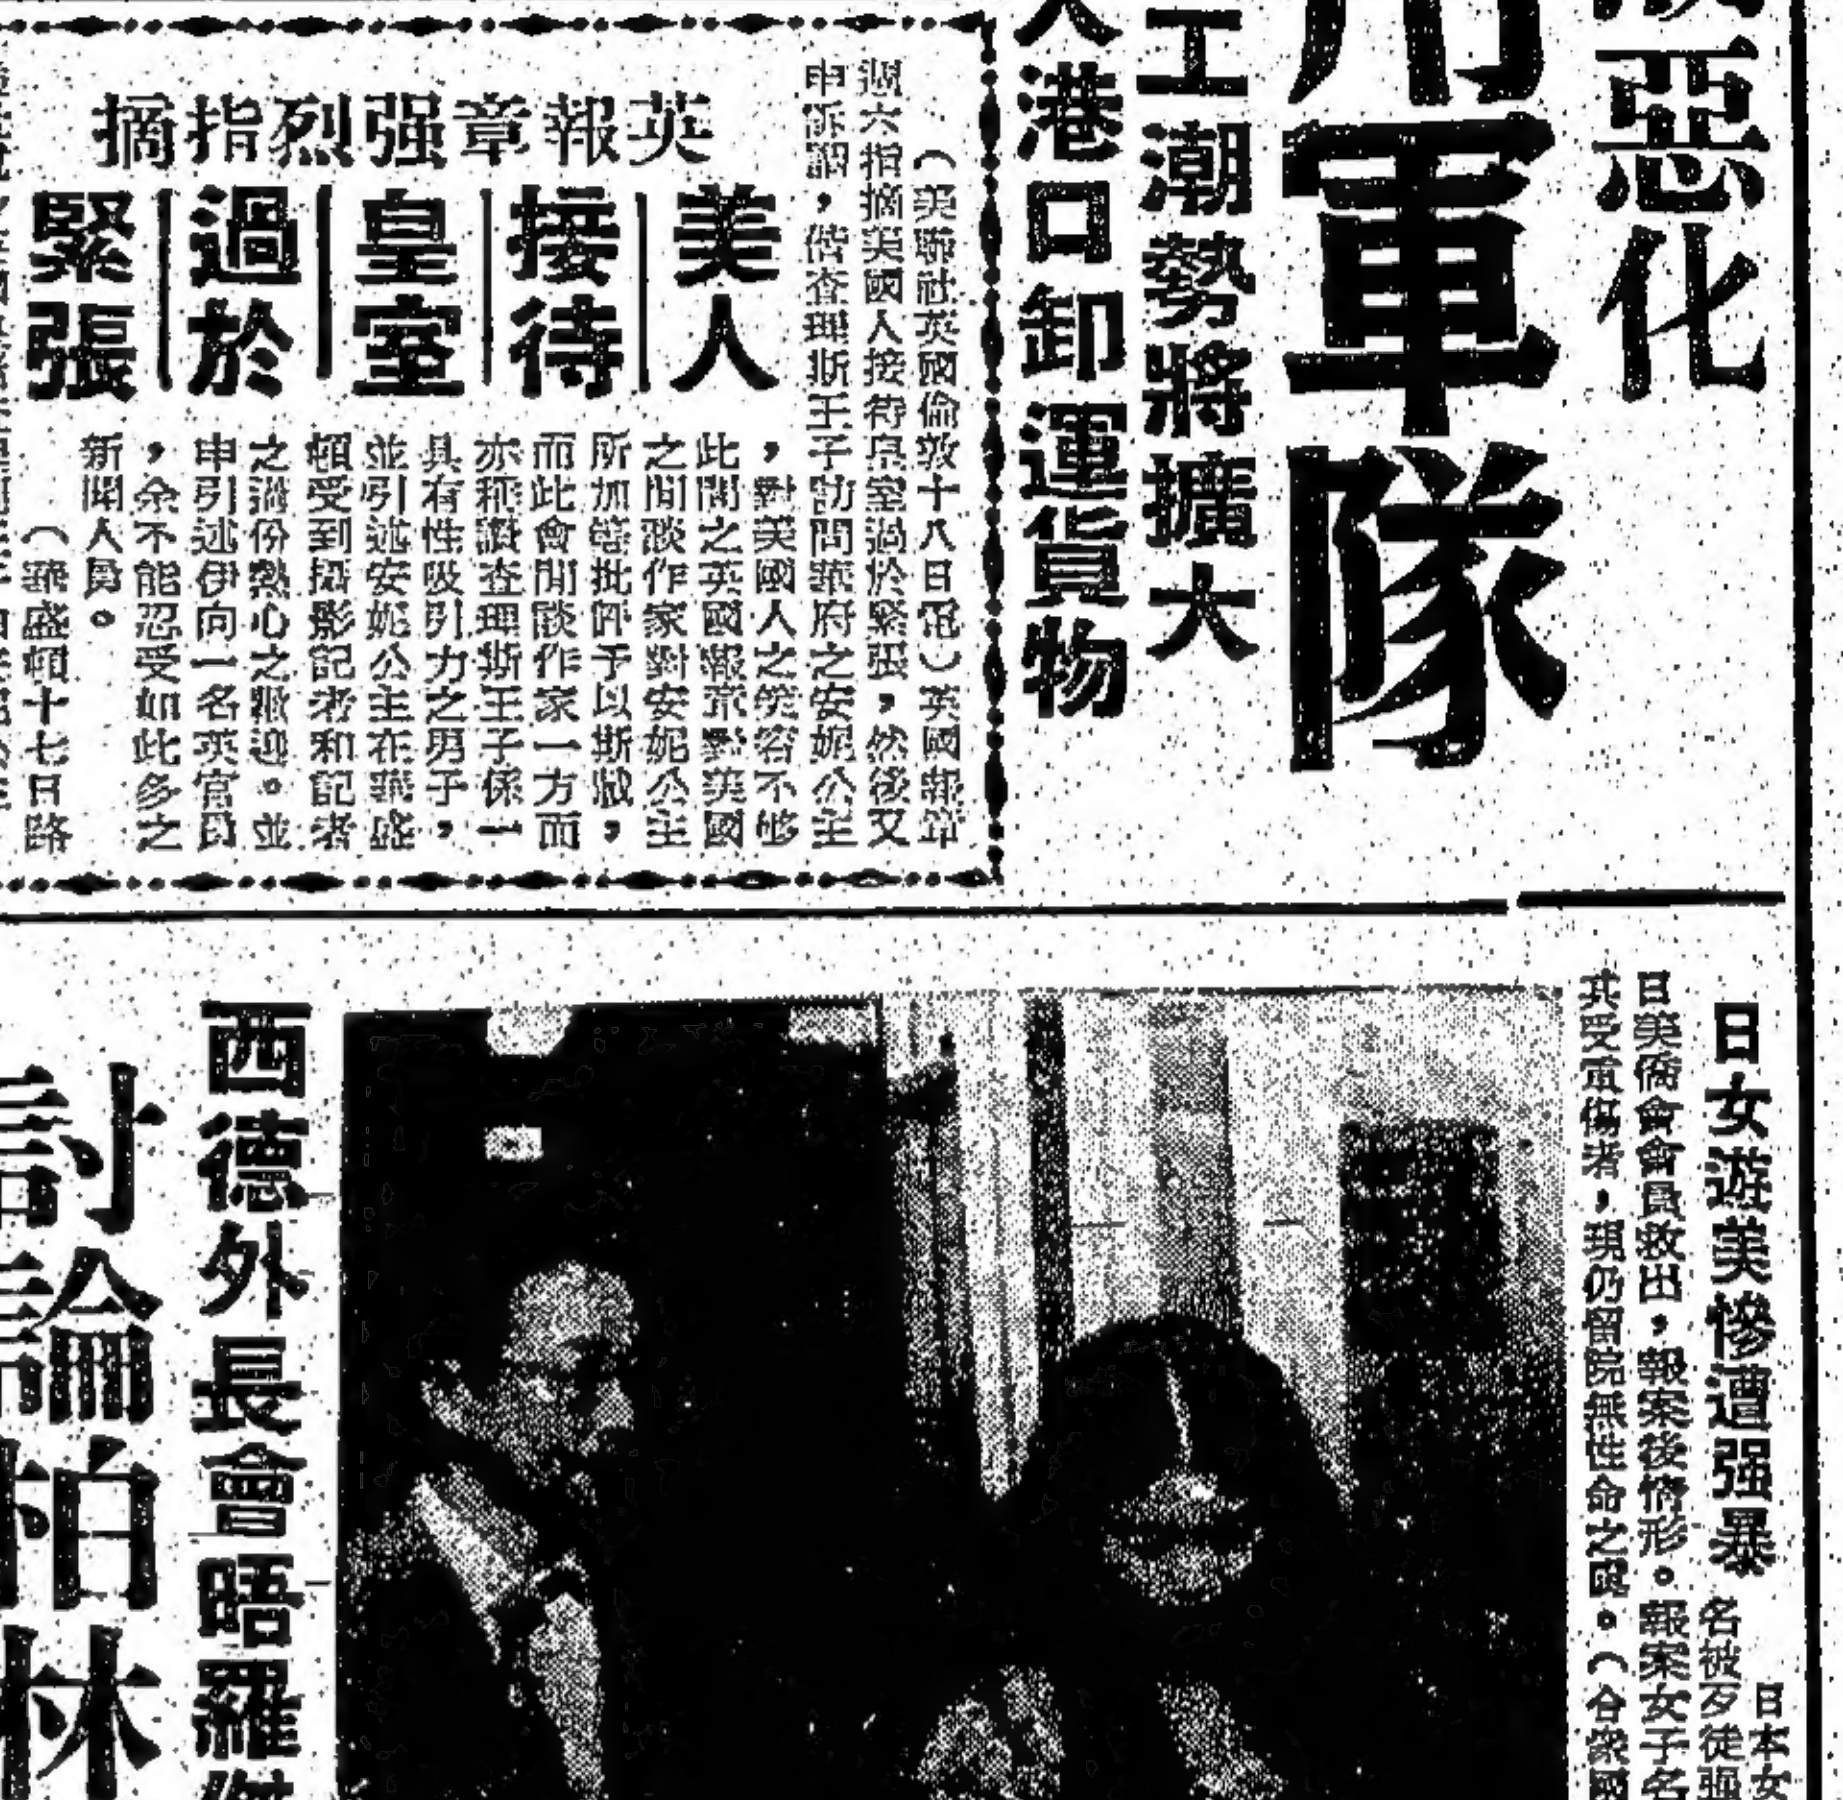 惡化
軍隊
工潮勢將擴大
港口卸運貨物
英報章強烈指摘
美人
接待
皇室
過於
緊張
（美聯社英國倫敦十八日電）英國報章
週六指摘英國人接待皇室過於緊張，然後又
申訴謂，偕查理斯王子訪問華府之安妮公主
，對美國人之笑容不够
此間之英國報章對英國
之閒談作家對安妮公主
所加諸批評予以斯戲，
而此會閒談作家一方而
亦稱讚查理斯王子係一
具有性吸引力之男子，
並引述安妮公主在華盛
頓受到攝影記者和記者
之過份熱心之歡迎。並
申引述伊向一名英官員
，余不能忍受如此多之
新聞人員。
（華盛頓十七日路
日女遊美慘遭强暴
日本女
名被歹徒强
日美僑會會員救出，報案後情形。報案女子名
其受重傷者，現仍留院無性命之虞。（合衆國
西德外長會晤羅傑
討論柏林